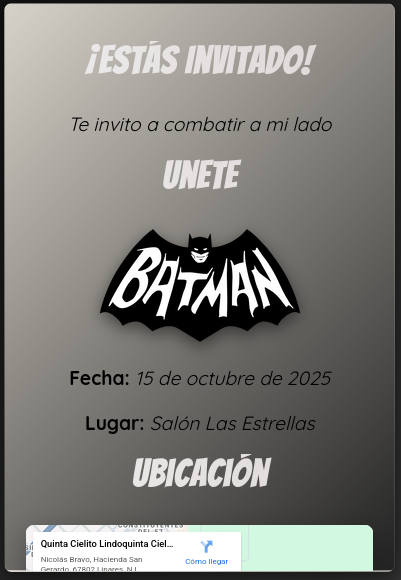 ¡ESTÁS INVITADO!
Te invito a combatir a mi lado
UNETE
BATMAN
Fecha: 15 de octubre de 2025
Lugar: Salón Las Estrellas
UBICACIÓN
CONSTITUYENTES
DEL 57
Quinta Cielito Lindoquinta Ciel...
Nicolás Bravo, Hacienda San
Gerardo, 67802 Linares, N.L.
Cómo llegar